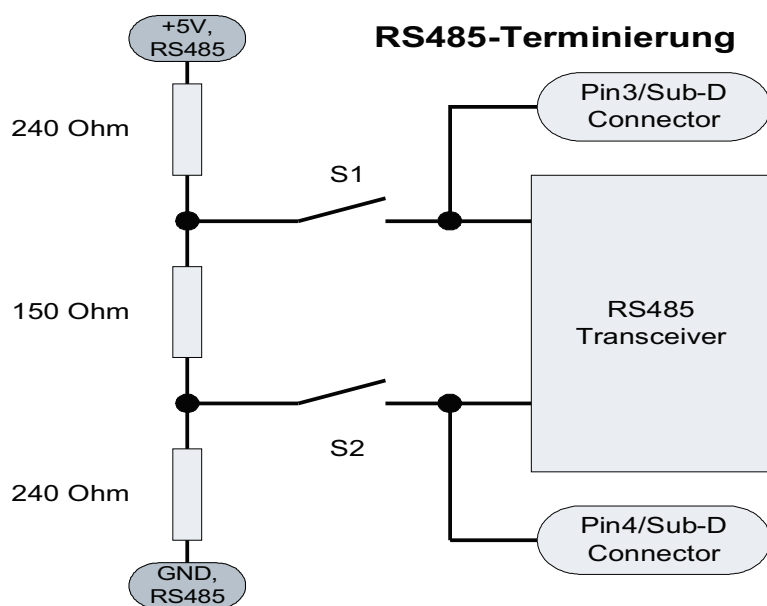 +5V,
RS485
RS485-Terminierung
Pin3/Sub-D
Connector
240 Ohm
S1
150 Ohm
RS485
Transceiver
S2
240 Ohm
Pin4/Sub-D
Connector
GND,
RS485